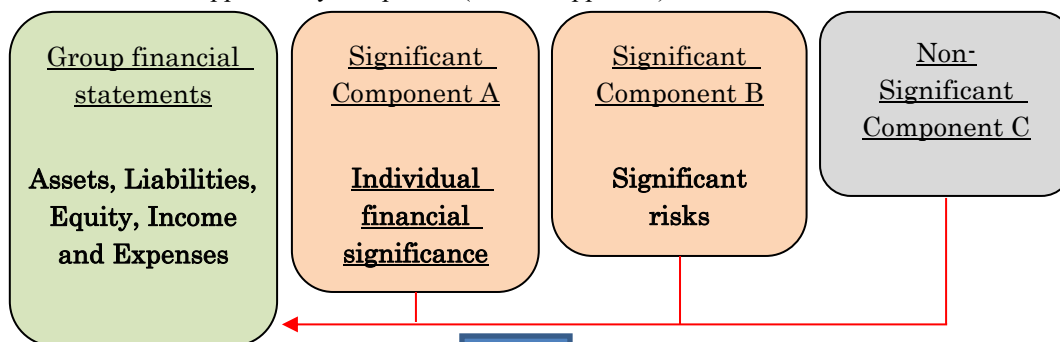 Group financial
statements
Assets, Liabilities,
Equity, Income
and Expenses
Significant
Component A
Individual
financial
significance
Significant
Component B
Significant
risks
Non-
Significant
Component C